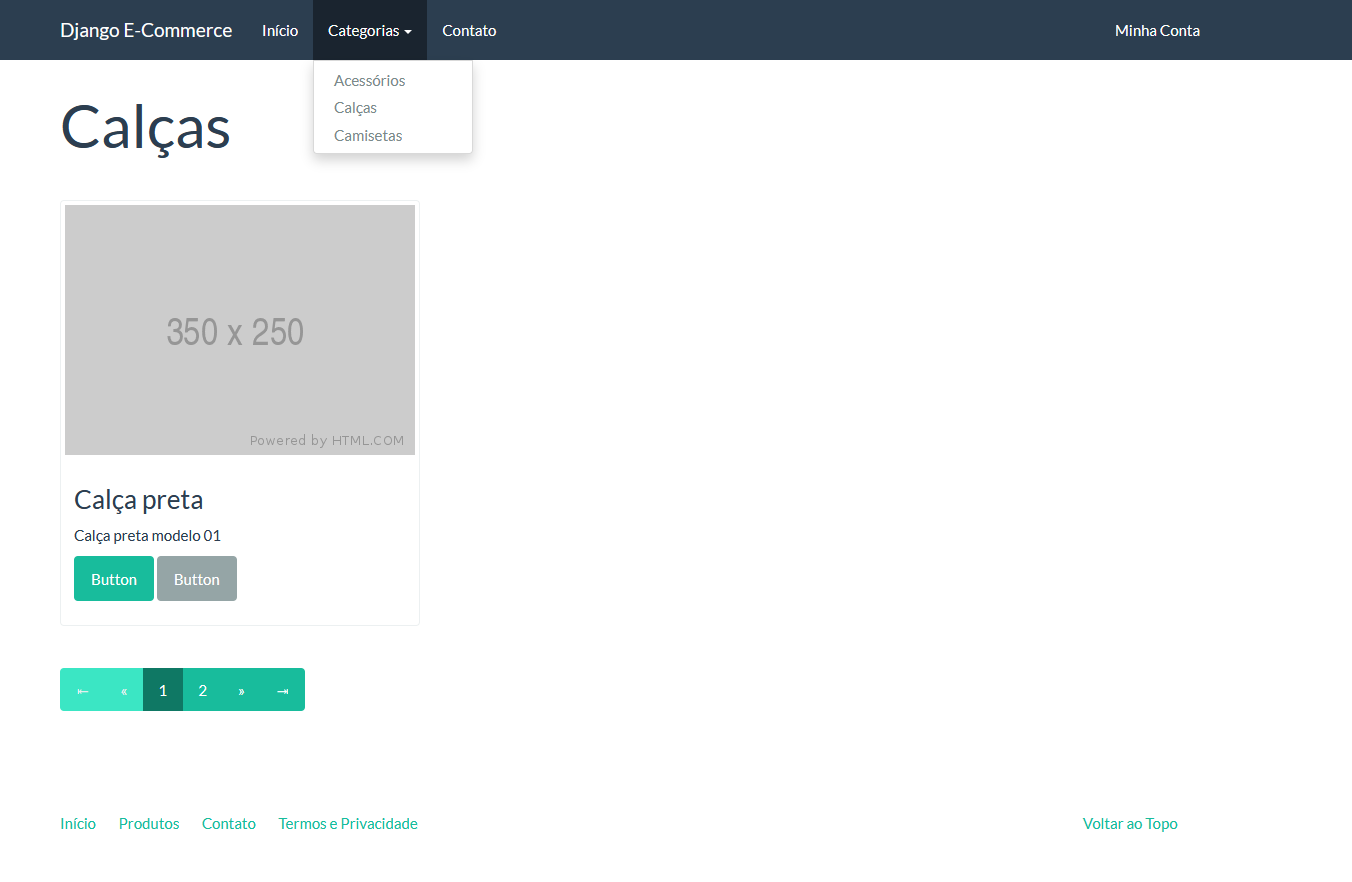 Django E-Commerce Início Categorias Contato Minha Conta
Acessórios
Calças
Camisetas
Calças
350 x 250
Powered by HTML.COM
Calça preta
Calça preta modelo 01
Button Button
⇤ « 1 2 » ⇥
Início Produtos Contato Termos e Privacidade Voltar ao Topo